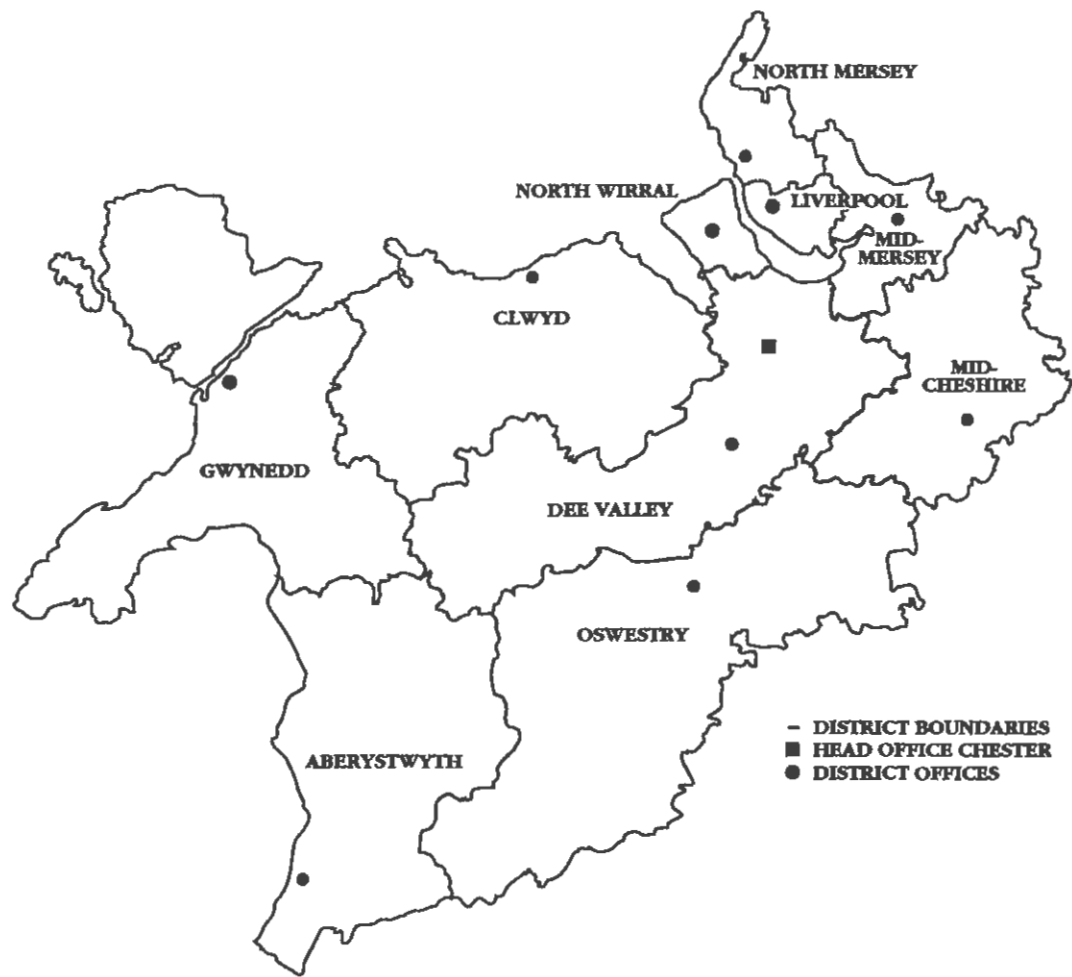 NORTH MERSEY
NORTH WIRRAL
LIVERPOOL
MID-
MERSEY
CLWYD
MID-
CHESHIRE
GWYNEDD
DEE VALLEY
OSWESTRY
ABERYSTWYTH
– DISTRICT BOUNDARIES
■ HEAD OFFICE CHESTER
● DISTRICT OFFICES